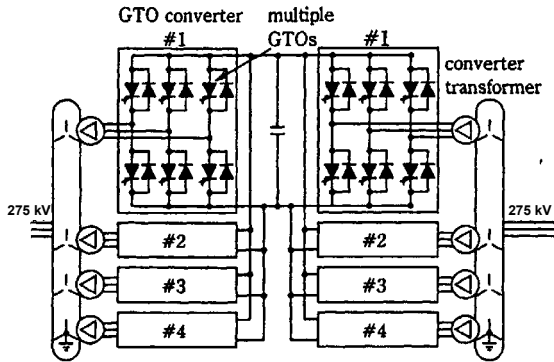 GTO converter
multiple
GTOs
#1
#1
converter
transformer
275 kV
275 kV
#2
#2
#3
#3
#4
#4